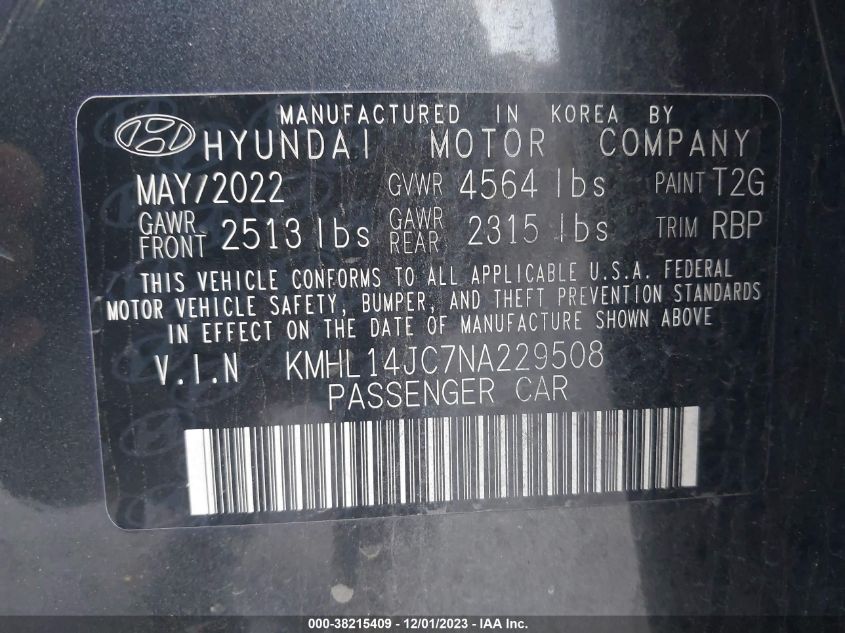 MANUFACTURED IN KOREA BY
HYUNDAI MOTOR COMPANY
MAY/2022 GVWR 4564 lbs PAINT T2G
GAWR FRONT 2513 lbs GAWR REAR 2315 lbs TRIM RBP
THIS VEHICLE CONFORMS TO ALL APPLICABLE U.S.A. FEDERAL
MOTOR VEHICLE SAFETY, BUMPER, AND THEFT PREVENTION STANDARDS
IN EFFECT ON THE DATE OF MANUFACTURE SHOWN ABOVE
V.I.N KMHL14JC7NA229508
PASSENGER CAR
000-38215409 - 12/01/2023 - IAA Inc.